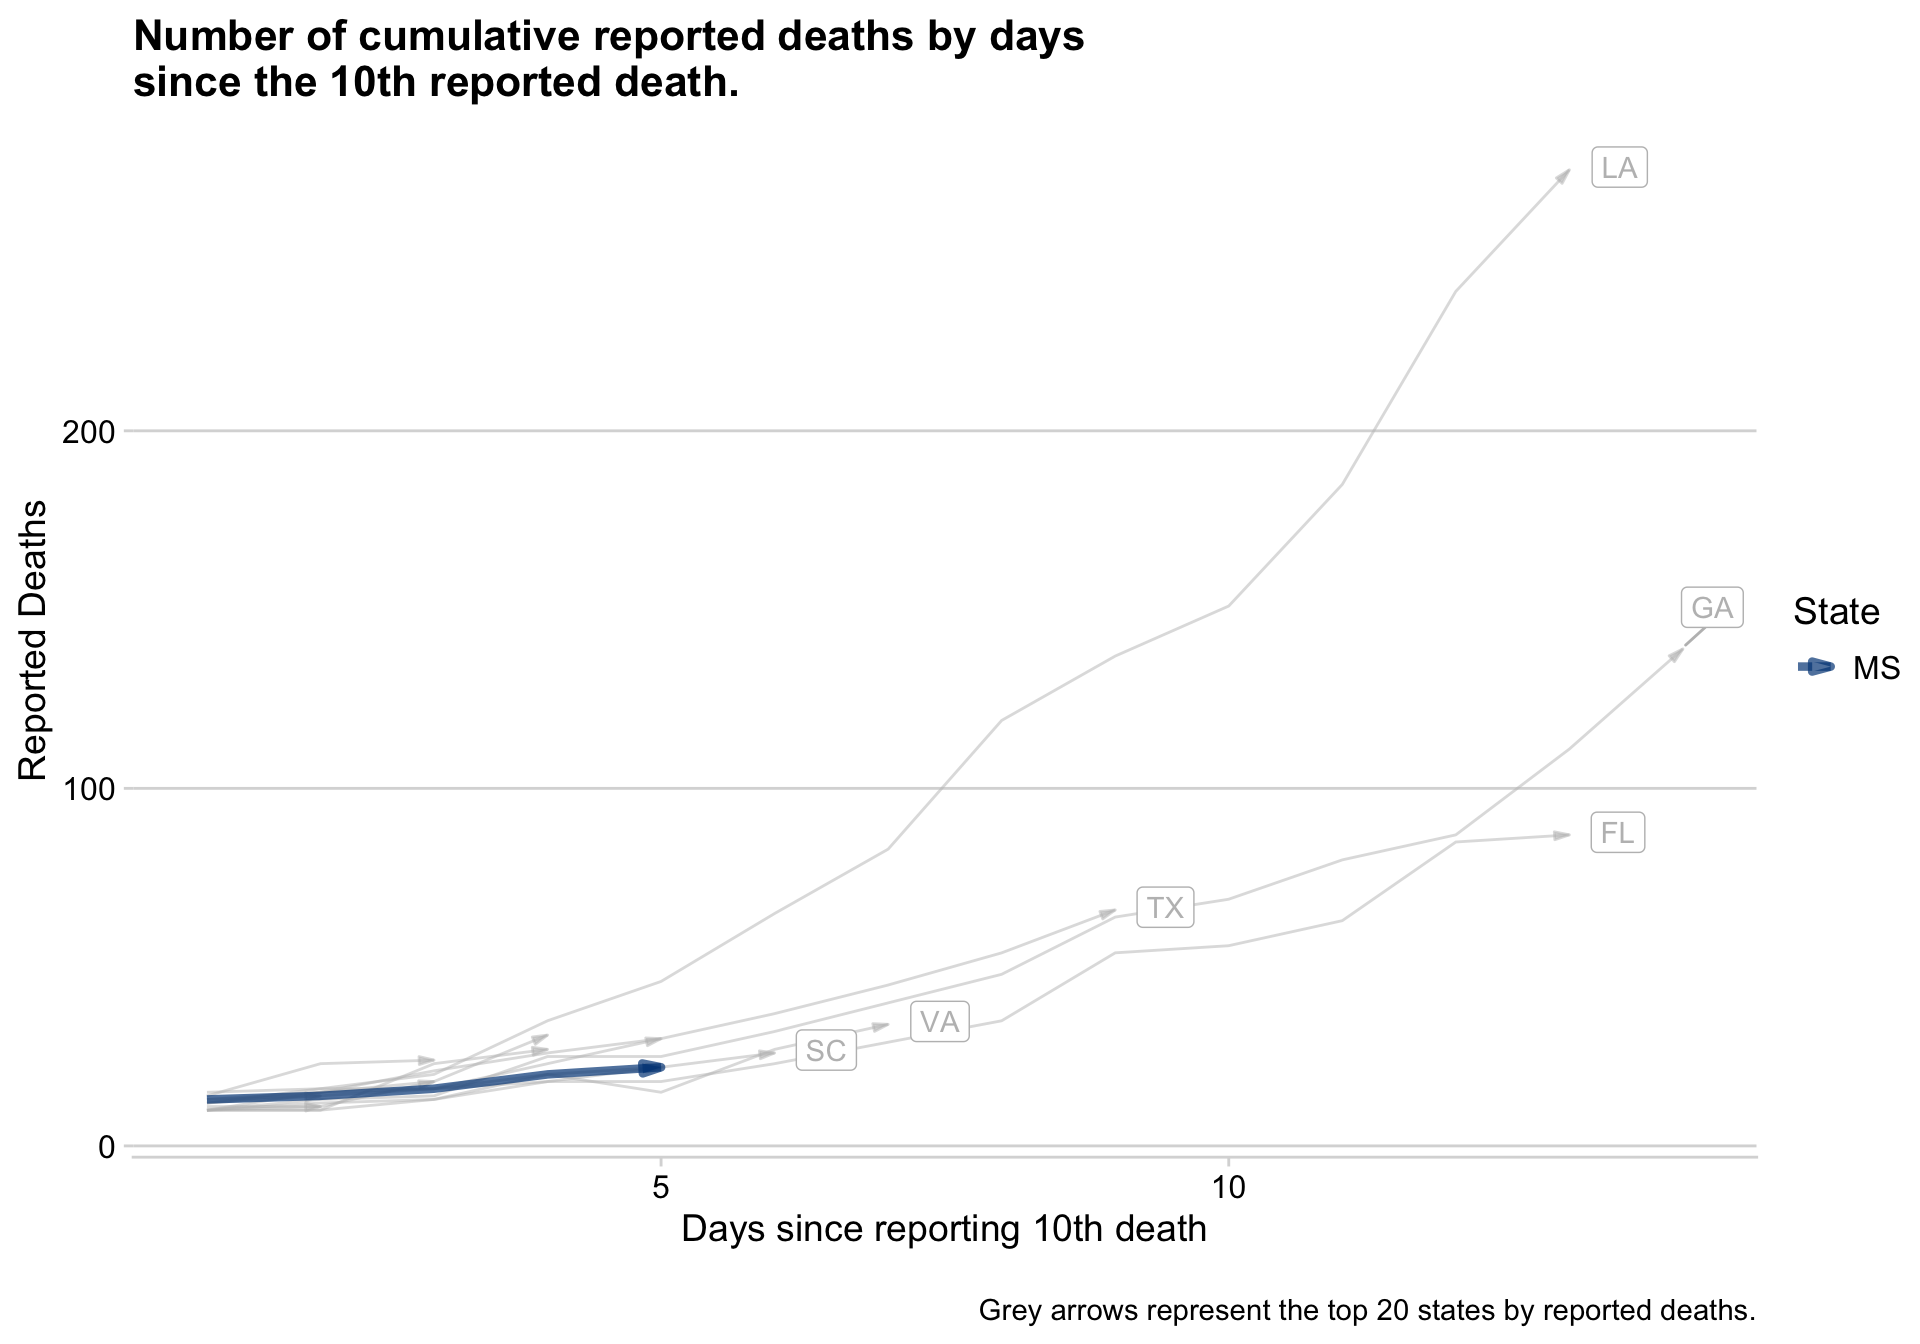 Number of cumulative reported deaths by days
since the 10th reported death.
LA
200
GA
State
MS
Reported Deaths
100
FL
TX
VA
SC
0
5
10
Days since reporting 10th death
Grey arrows represent the top 20 states by reported deaths.